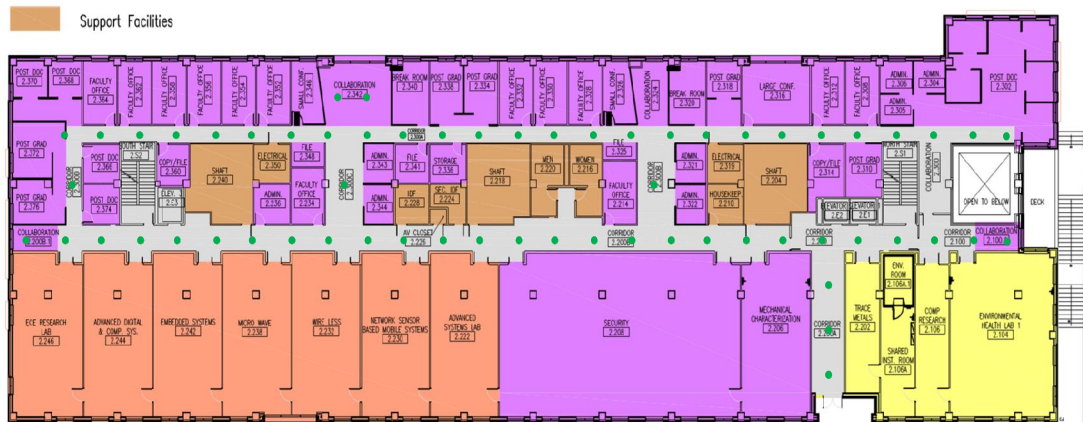 Support Facilities
POST DOC
2.370
POST DOC
2.368
FACULTY
OFFICE
2.364
FACULTY OFFICE
2.362
FACULTY OFFICE
2.358
FACULTY OFFICE
2.356
FACULTY OFFICE
2.354
FACULTY OFFICE
2.352
SMALL CONF.
2.346
COLLABORATION
2.342
BREAK ROOM
2.340
POST GRAD
2.338
POST GRAD
2.334
FACULTY OFFICE
2.332
FACULTY OFFICE
2.330
FACULTY OFFICE
2.328
SMALL CONF.
2.326
COLLABORATION
2.324
BREAK ROOM
2.320
POST GRAD
2.318
LARGE CONF.
2.316
FACULTY OFFICE
2.312
FACULTY OFFICE
2.308
ADMIN.
2.306
ADMIN.
2.304
ADMIN.
2.305
POST DOC
2.302
CORRIDOR
POST GRAD
2.372
POST GRAD
2.376
CORRIDOR
POST DOC
2.366
POST DOC
2.374
SOUTH STAIR
2.S2
COPY/FILE
2.360
ELEV.
SHAFT
2.240
ELECTRICAL
2.350
ADMIN.
2.236
FILE
2.348
FACULTY
OFFICE
2.234
CORRIDOR
ADMIN.
2.343
ADMIN.
2.344
FILE
2.341
STORAGE
2.336
IDF
2.228
SEC. IDF
2.224
AV CLOSET
2.226
SHAFT
2.218
MEN
2.220
WOMEN
2.216
FILE
2.325
FACULTY
OFFICE
2.214
CORRIDOR
ADMIN.
2.321
ADMIN.
2.322
ELECTRICAL
2.319
HOUSEKEEP
2.210
SHAFT
2.204
COPY/FILE
2.314
POST GRAD
2.310
NORTH STAIR
2.S1
ELEVATOR
2.E2
ELEVATOR
2.E1
COLLABORATION
2.300
OPEN TO BELOW
DECK
COLLABORATION
2.200B.1
CORRIDOR
2.200B
CORRIDOR
CORRIDOR
2.100
COLLABORATION
2.100
ECE RESEARCH
LAB
2.246
ADVANCED DIGITAL
& COMP. SYS.
2.244
EMBEDDED SYSTEMS
2.242
MICRO WAVE
2.238
WIRE LESS
2.232
NETWORK SENSOR
BASED MOBILE SYSTEMS
2.230
ADVANCED
SYSTEMS LAB
2.222
SECURITY
2.208
MECHANICAL
CHARACTERIZATION
2.206
CORRIDOR
2.200A
TRACE
METALS
2.202
ENV.
ROOM
2.106A.1
SHARED
INST. ROOM
2.106A
COMP
RESEARCH
2.106
ENVIRONMENTAL
HEALTH LAB 1
2.104